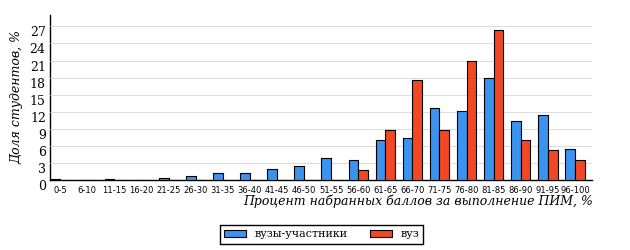 Доля студентов, %
27
24
21
18
15
12
9
6
3
0
0-5 6-10 11-15 16-20 21-25 26-30 31-35 36-40 41-45 46-50 51-55 56-60 61-65 66-70 71-75 76-80 81-85 86-90 91-95 96-100
Процент набранных баллов за выполнение ПИМ, %
вузы-участники вуз